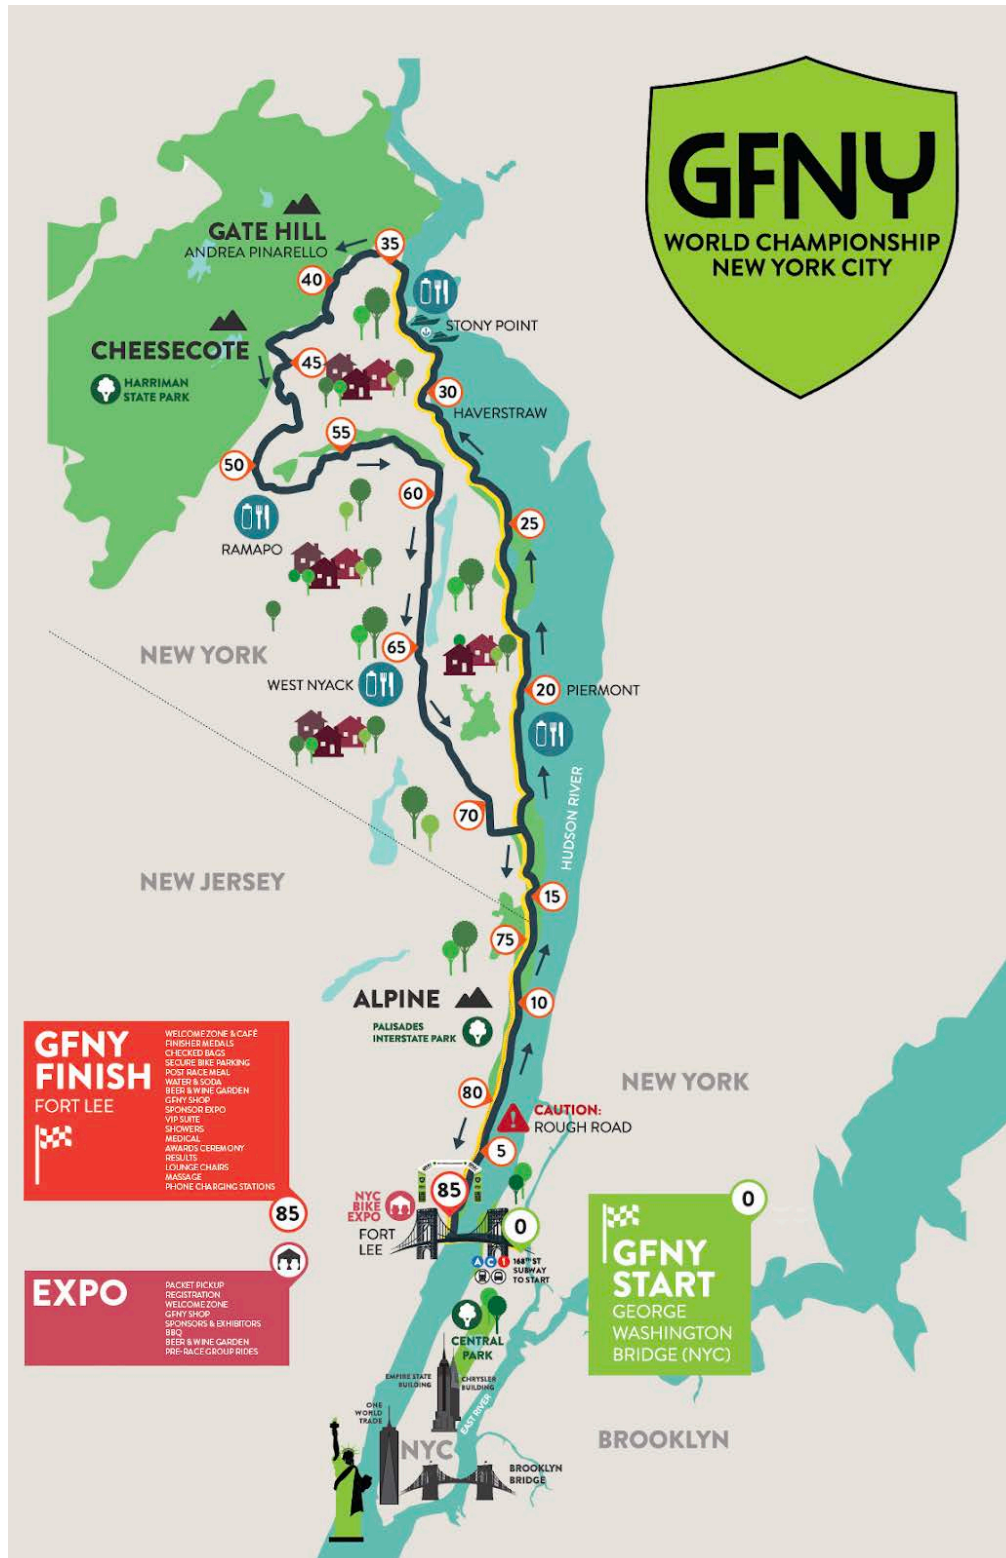 GFNY
WORLD CHAMPIONSHIP
NEW YORK CITY
GATE HILL
ANDREA PINARELLO
35
40
STONY POINT
CHEESECOTE
HARRIMAN
STATE PARK
45
30
HAVERSTRAW
55
50
60
25
RAMAPO
NEW YORK
65
WEST NYACK
20
PIERMONT
HUDSON RIVER
70
NEW JERSEY
15
75
ALPINE
10
PALISADES
INTERSTATE PARK
GFNY
FINISH
FORT LEE
WELCOME ZONE & CAFÉ
FINISHER MEDALS
CHECKED BAGS
SECURE BIKE PARKING
POST RACE MEAL
WATER & SODA
BEER & WINE GARDEN
GFNY SHOP
SPONSOR EXPO
VIP SUITE
SHOWERS
MEDICAL
AWARDS CEREMONY
RESULTS
LOUNGE CHAIRS
MASSAGE
PHONE CHARGING STATIONS
85
NEW YORK
80
CAUTION:
ROUGH ROAD
5
NYC
BIKE
EXPO
85
FORT
LEE
0
A C 1
168TH ST
SUBWAY
TO START
0
GFNY
START
GEORGE
WASHINGTON
BRIDGE (NYC)
EXPO
PACKET PICKUP
REGISTRATION
WELCOME ZONE
GFNY SHOP
SPONSORS & EXHIBITORS
BBQ
BEER & WINE GARDEN
PRE-RACE GROUP RIDES
CENTRAL
PARK
EMPIRE STATE
BUILDING
CHRYSLER
BUILDING
ONE
WORLD
TRADE
EAST RIVER
NYC
BROOKLYN
BROOKLYN
BRIDGE